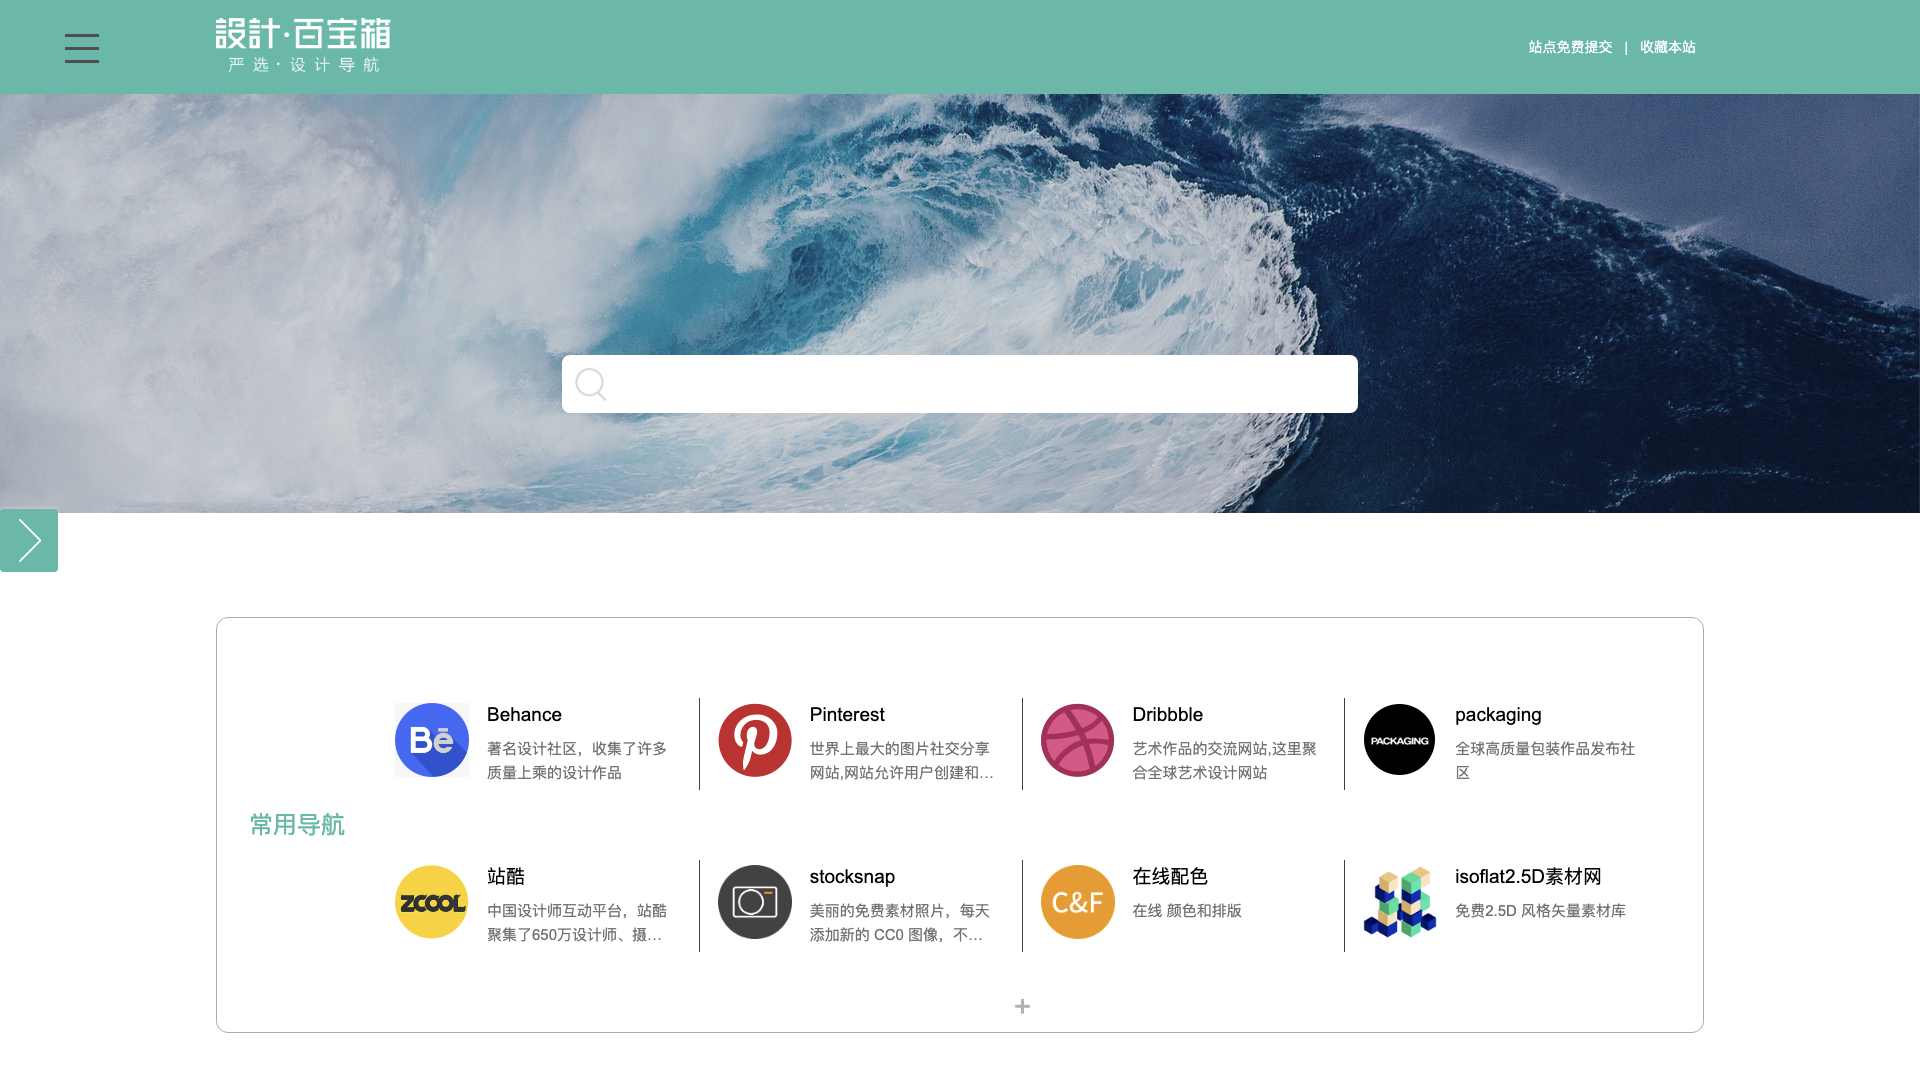 設計·百宝箱
严选·设计导航
站点免费提交 | 收藏本站
常用导航
Bē
Behance
著名设计社区，收集了许多
质量上乘的设计作品
Pinterest
世界上最大的图片社交分享
网站,网站允许用户创建和...
Dribbble
艺术作品的交流网站,这里聚
合全球艺术设计网站
PACKAGING
packaging
全球高质量包装作品发布社
区
ZCOOL
站酷
中国设计师互动平台，站酷
聚集了650万设计师、摄...
stocksnap
美丽的免费素材照片，每天
添加新的 CC0 图像，不...
C&F
在线配色
在线 颜色和排版
isoflat2.5D素材网
免费2.5D 风格矢量素材库
+